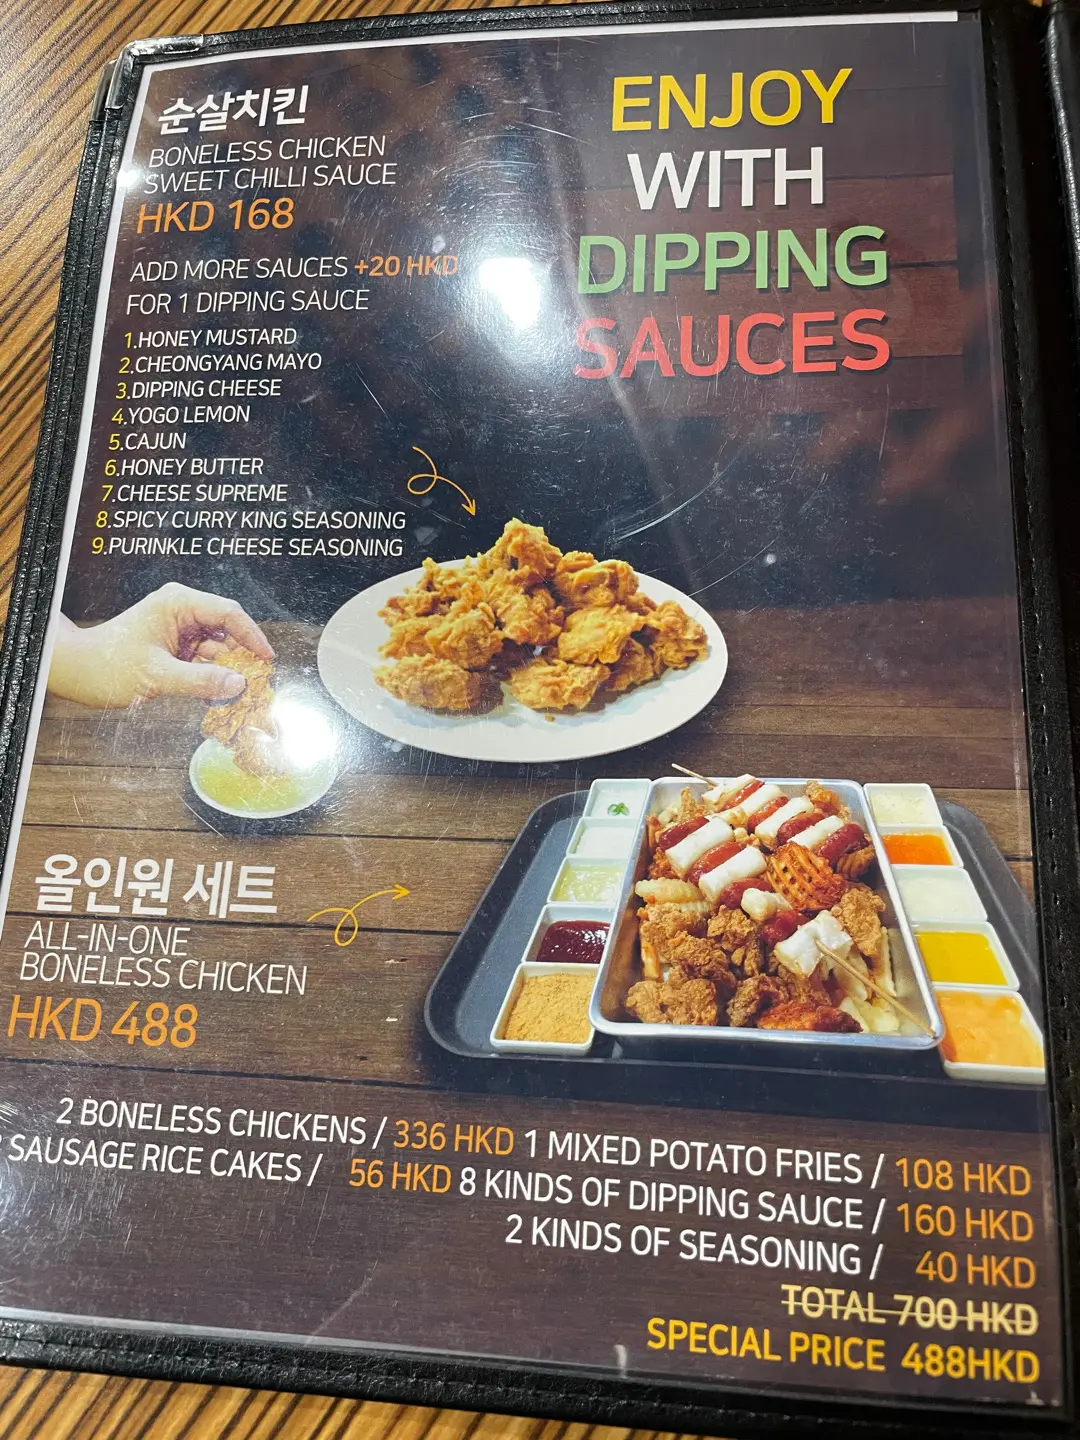 순살치킨
BONELESS CHICKEN
SWEET CHILLI SAUCE
HKD 168
ADD MORE SAUCES +20 HKD
FOR 1 DIPPING SAUCE
1.HONEY MUSTARD
2.CHEONGYANG MAYO
3.DIPPING CHEESE
4.YOGO LEMON
5.CAJUN
6.HONEY BUTTER
7.CHEESE SUPREME
8.SPICY CURRY KING SEASONING
9.PURINKLE CHEESE SEASONING
ENJOY
WITH
DIPPING
SAUCES
올인원 세트
ALL-IN-ONE
BONELESS CHICKEN
HKD 488
2 BONELESS CHICKENS / 336 HKD 1 MIXED POTATO FRIES / 108 HKD
SAUSAGE RICE CAKES / 56 HKD 8 KINDS OF DIPPING SAUCE / 160 HKD
2 KINDS OF SEASONING / 40 HKD
TOTAL 700 HKD
SPECIAL PRICE 488HKD